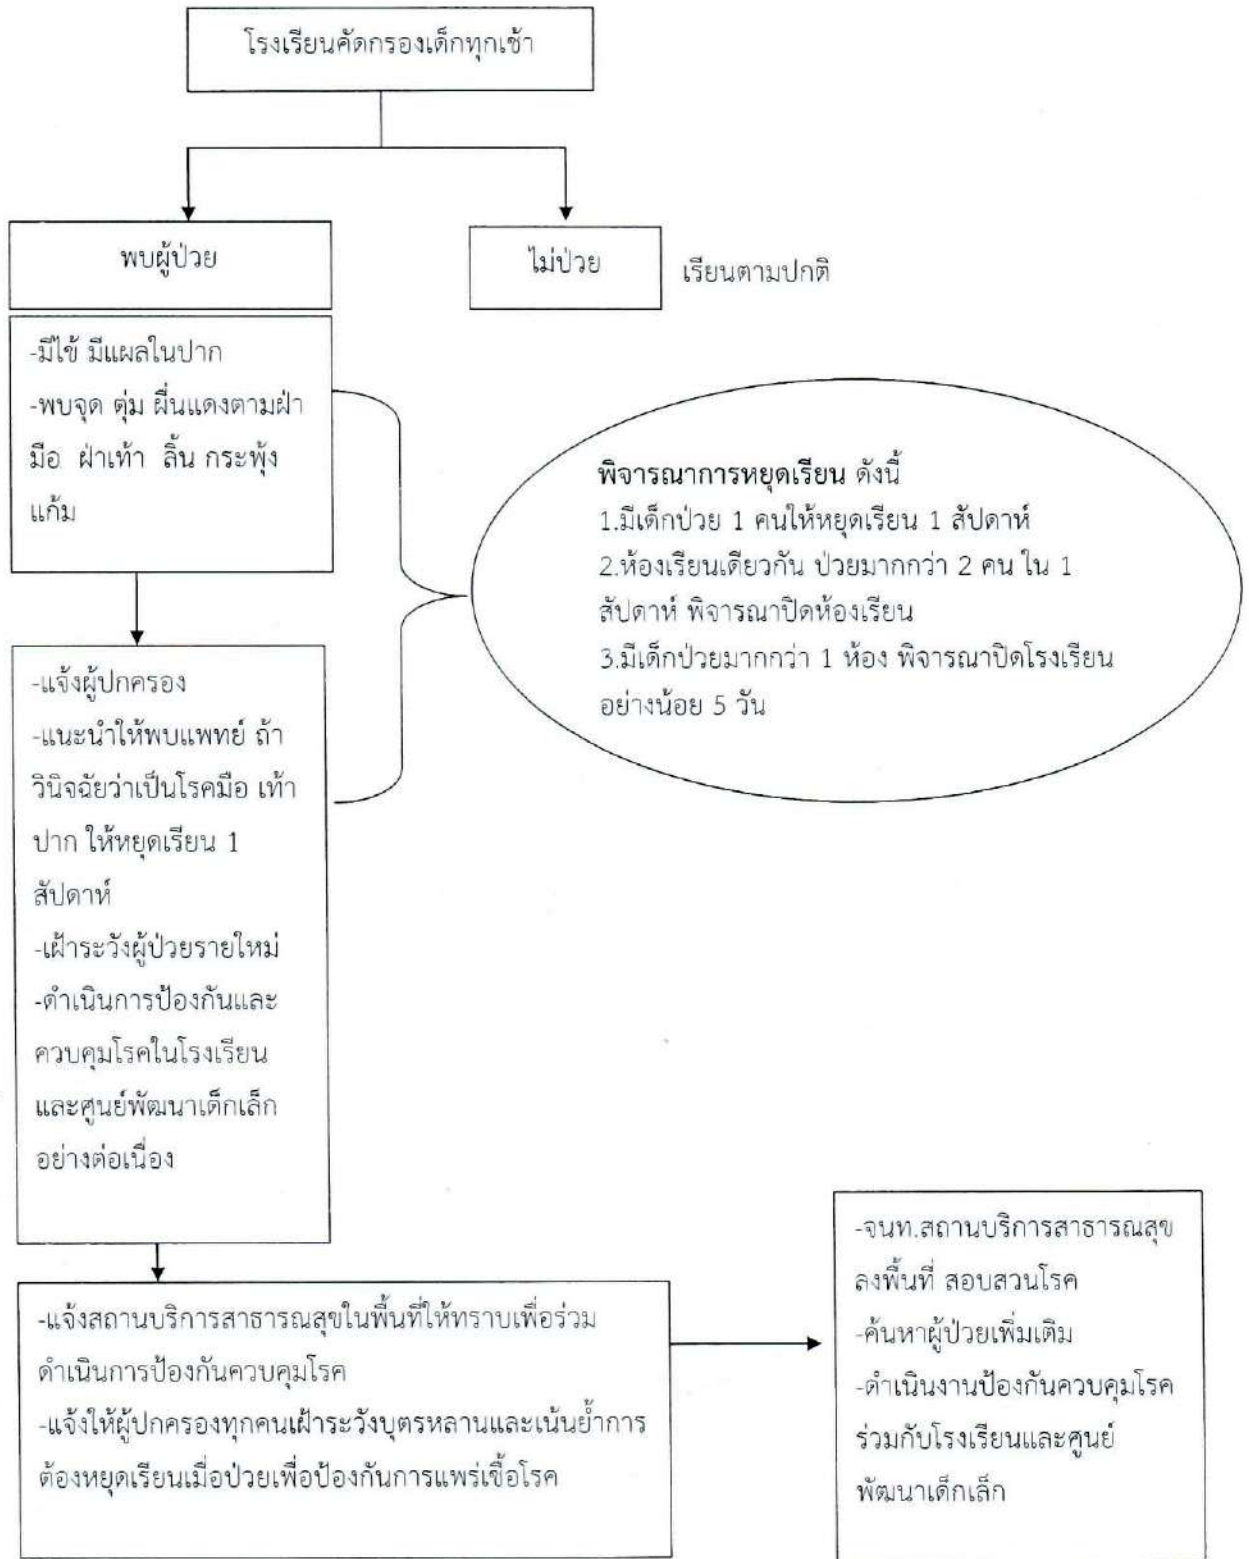 โรงเรียนคัดกรองเด็กทุกเช้า
พบผู้ป่วย
ไม่ป่วย
เรียนตามปกติ
-มีไข้ มีแผลในปาก
-พบจุด ตุ่ม ผื่นแดงตามฝ่า
มือ ฝ่าเท้า ลิ้น กระพุ้ง
แก้ม
พิจารณาการหยุดเรียน ดังนี้
1.มีเด็กป่วย 1 คนให้หยุดเรียน 1 สัปดาห์
2.ห้องเรียนเดียวกัน ป่วยมากกว่า 2 คน ใน 1
สัปดาห์ พิจารณาปิดห้องเรียน
3.มีเด็กป่วยมากกว่า 1 ห้อง พิจารณาปิดโรงเรียน
อย่างน้อย 5 วัน
-แจ้งผู้ปกครอง
-แนะนำให้พบแพทย์ ถ้า
วินิจฉัยว่าเป็นโรคมือ เท้า
ปาก ให้หยุดเรียน 1
สัปดาห์
-เฝ้าระวังผู้ป่วยรายใหม่
-ดำเนินการป้องกันและ
ควบคุมโรคในโรงเรียน
และศูนย์พัฒนาเด็กเล็ก
อย่างต่อเนื่อง
-แจ้งสถานบริการสาธารณสุขในพื้นที่ให้ทราบเพื่อร่วม
ดำเนินการป้องกันควบคุมโรค
-แจ้งให้ผู้ปกครองทุกคนเฝ้าระวังบุตรหลานและเน้นย้ำการ
ต้องหยุดเรียนเมื่อป่วยเพื่อป้องกันการแพร่เชื้อโรค
-จนท.สถานบริการสาธารณสุข
ลงพื้นที่ สอบสวนโรค
-ค้นหาผู้ป่วยเพิ่มเติม
-ดำเนินงานป้องกันควบคุมโรค
ร่วมกับโรงเรียนและศูนย์
พัฒนาเด็กเล็ก